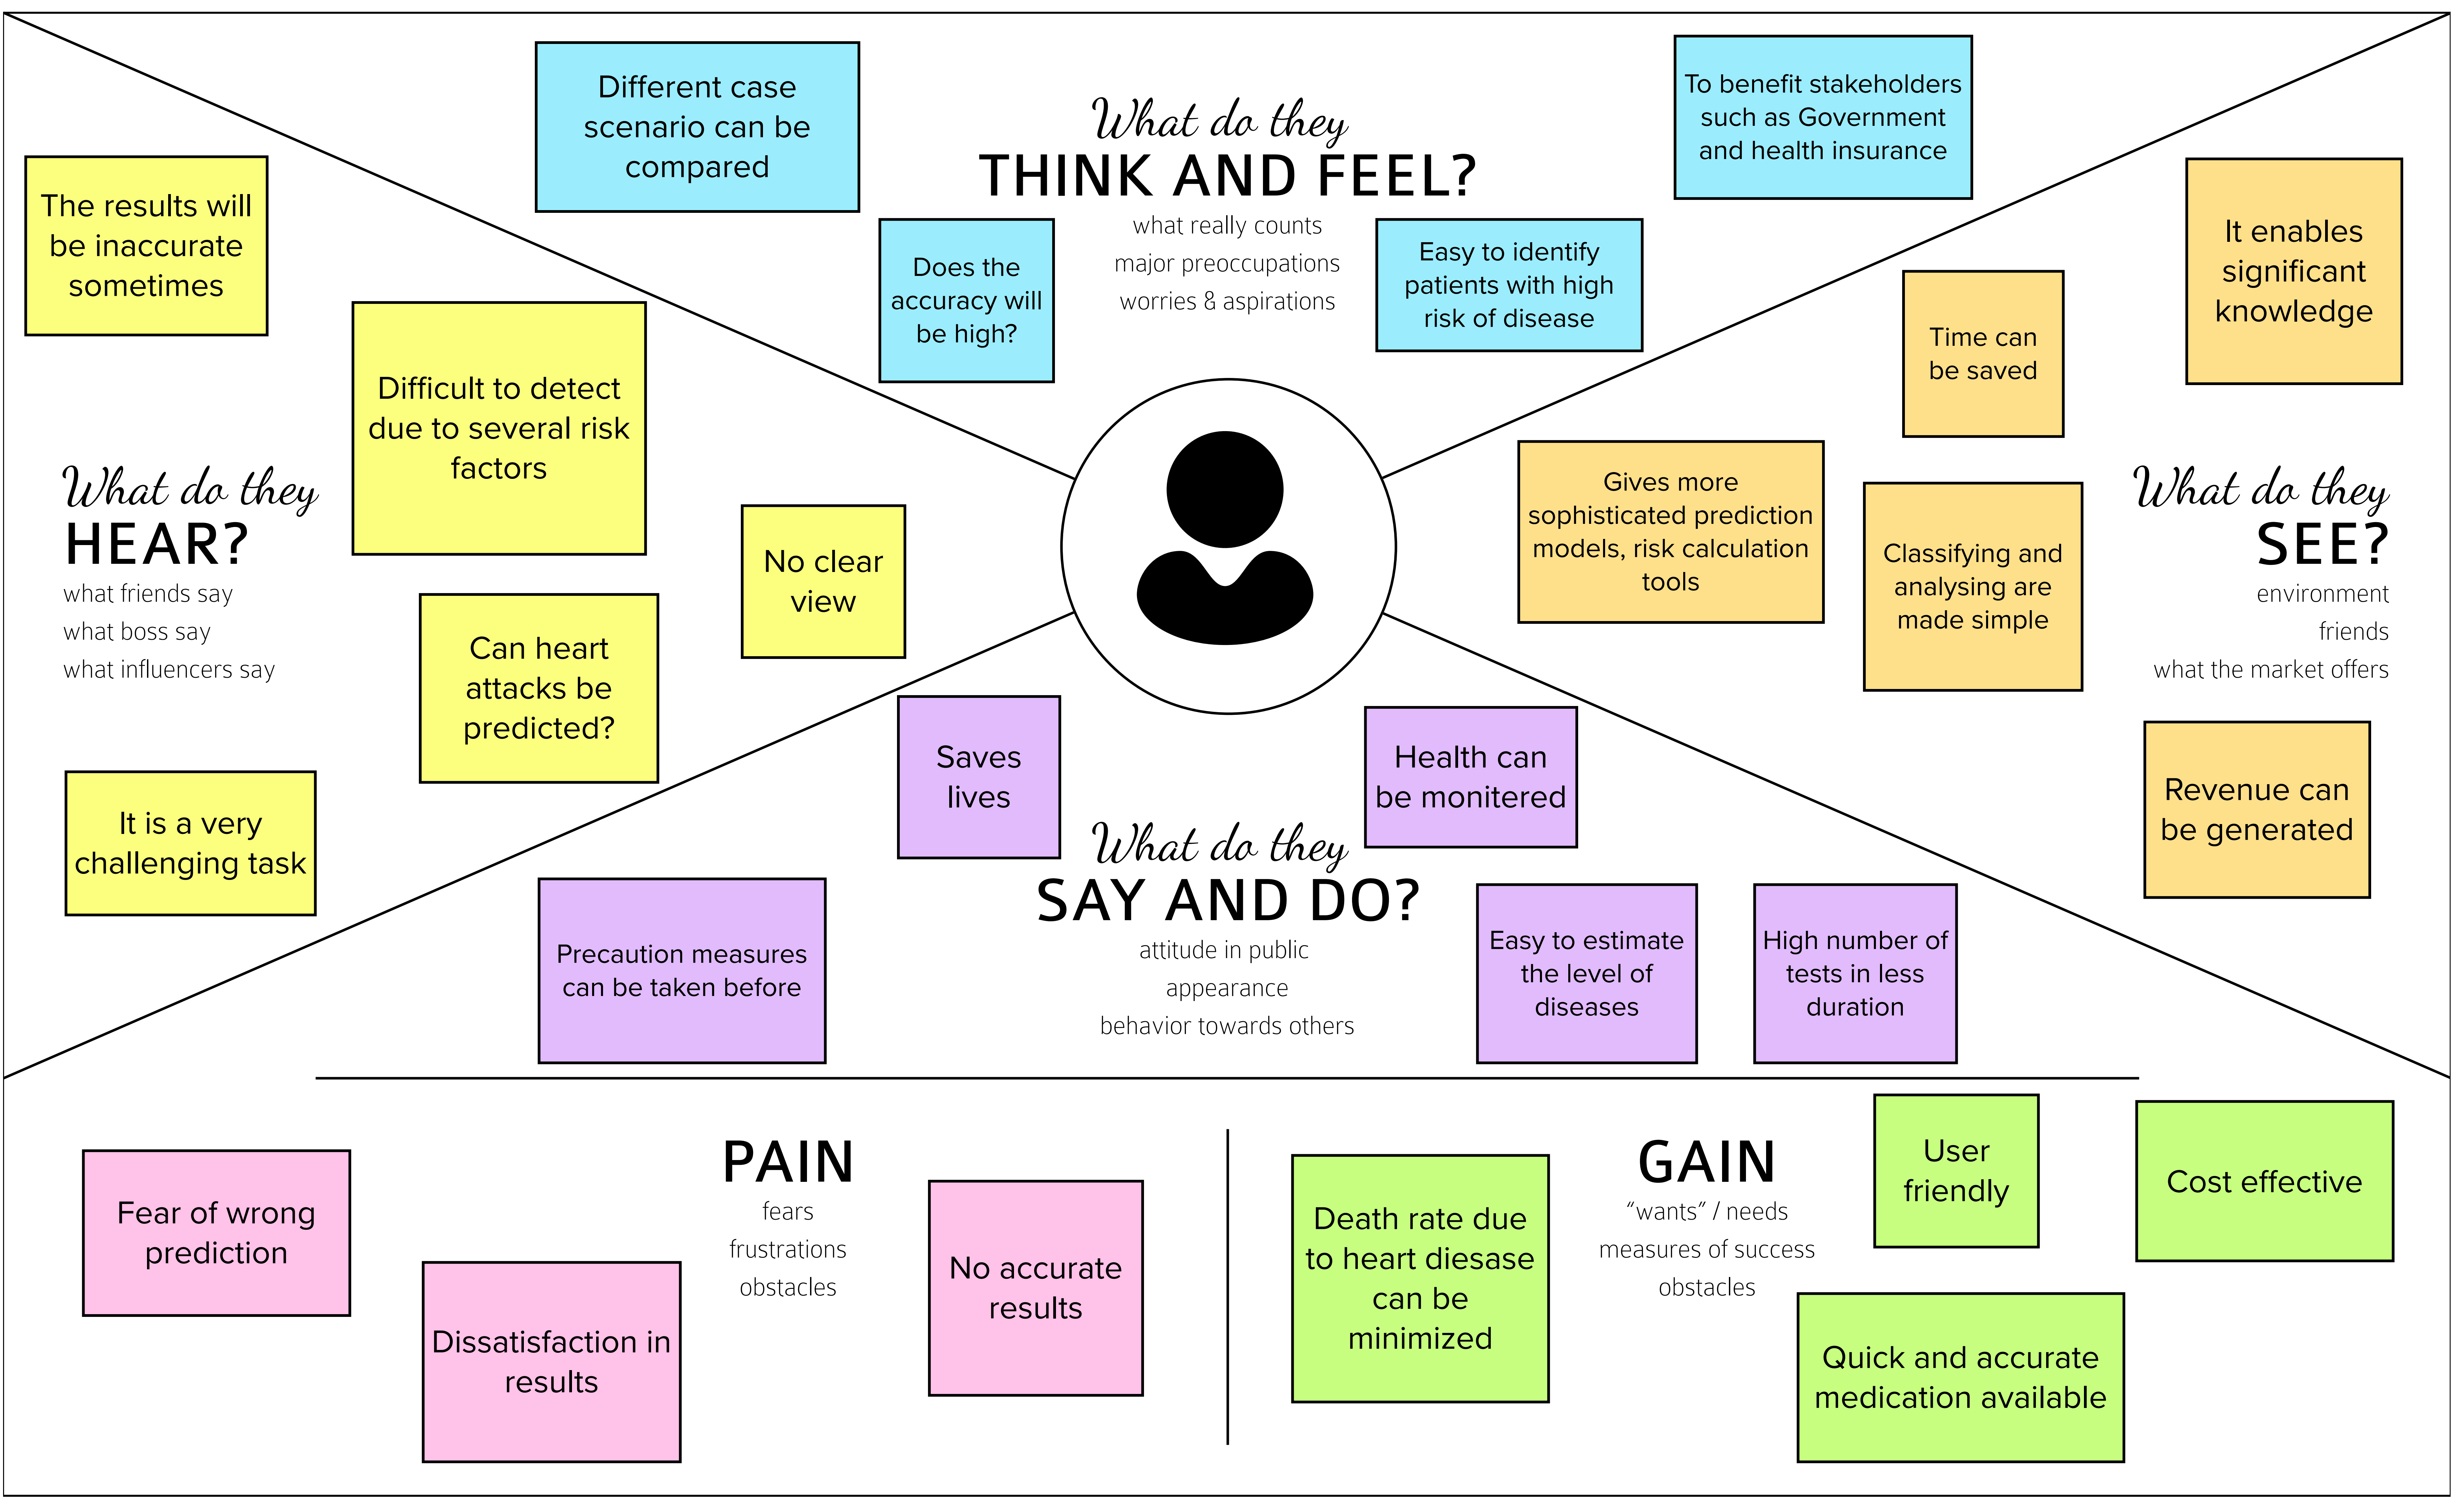 What do they
THINK AND FEEL?
what really counts
major preoccupations
worries & aspirations
Different case
scenario can be
compared
Does the
accuracy will
be high?
Easy to identify
patients with high
risk of disease
To benefit stakeholders
such as Government
and health insurance
What do they
HEAR?
what friends say
what boss say
what influencers say
The results will
be inaccurate
sometimes
Difficult to detect
due to several risk
factors
No clear
view
Can heart
attacks be
predicted?
It is a very
challenging task
What do they
SEE?
environment
friends
what the market offers
It enables
significant
knowledge
Time can
be saved
Gives more
sophisticated prediction
models, risk calculation
tools
Classifying and
analysing are
made simple
Revenue can
be generated
What do they
SAY AND DO?
attitude in public
appearance
behavior towards others
Saves
lives
Health can
be monitered
Precaution measures
can be taken before
Easy to estimate
the level of
diseases
High number of
tests in less
duration
PAIN
fears
frustrations
obstacles
Fear of wrong
prediction
Dissatisfaction in
results
No accurate
results
GAIN
“wants” / needs
measures of success
obstacles
Death rate due
to heart diesase
can be
minimized
User
friendly
Cost effective
Quick and accurate
medication available